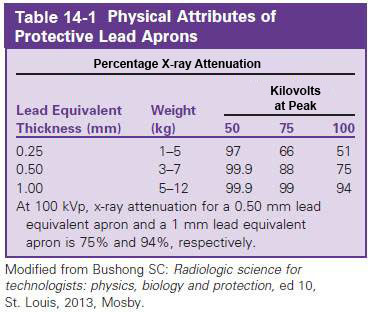 Table 14-1 Physical Attributes of
Protective Lead Aprons
Percentage X-ray Attenuation
Kilovolts
at Peak
Lead Equivalent Weight
Thickness (mm) (kg) 50 75 100
0.25 1–5 97 66 51
0.50 3–7 99.9 88 75
1.00 5–12 99.9 99 94
At 100 kVp, x-ray attenuation for a 0.50 mm lead
equivalent apron and a 1 mm lead equivalent
apron is 75% and 94%, respectively.
Modified from Bushong SC: Radiologic science for
technologists: physics, biology and protection, ed 10,
St. Louis, 2013, Mosby.